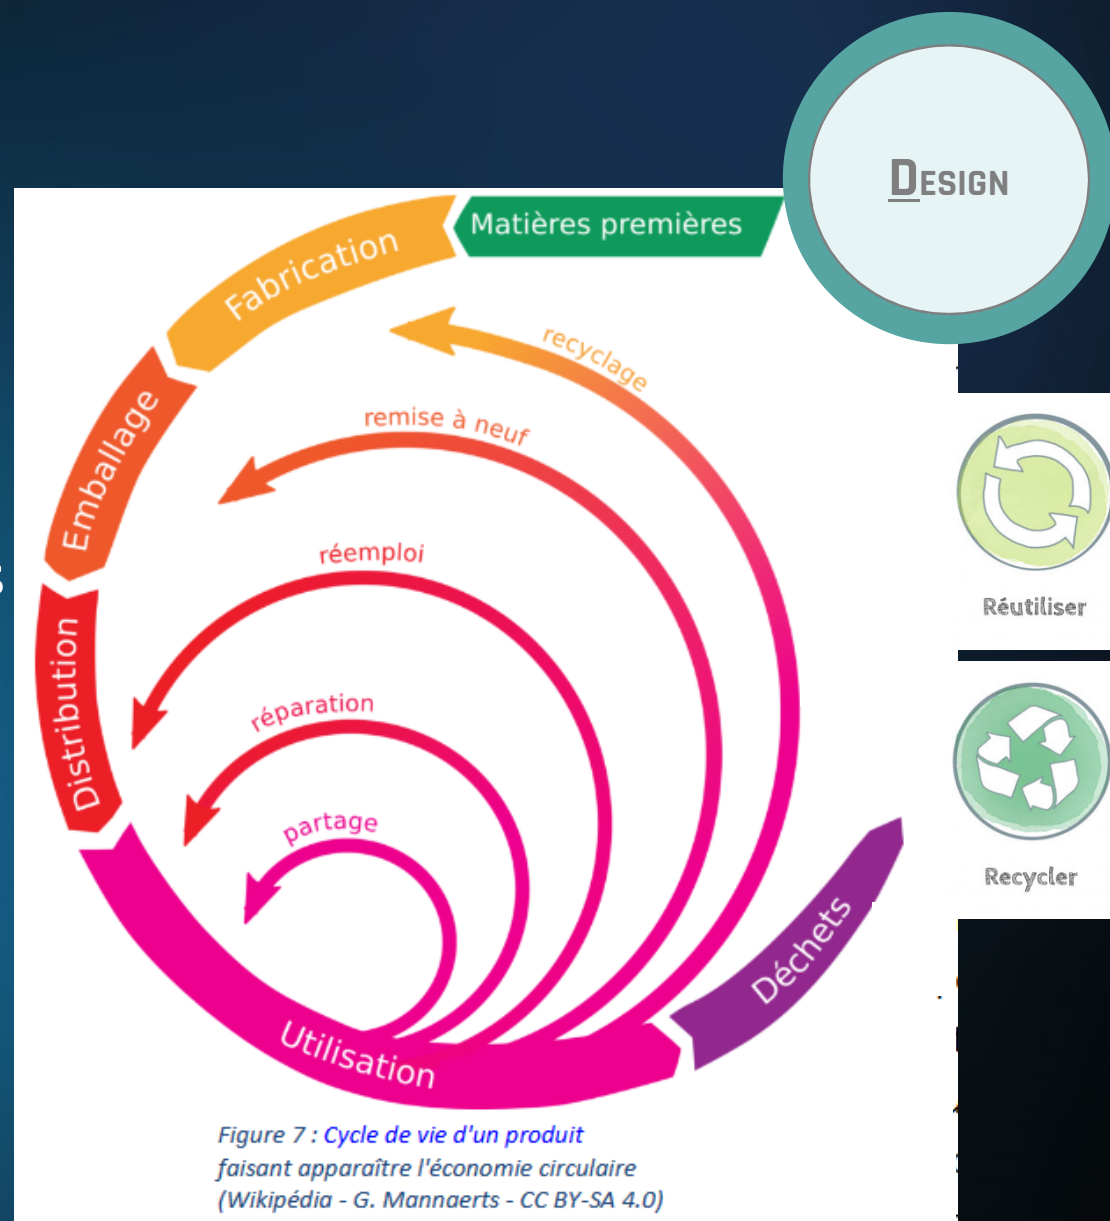 DESIGN
Matières premières
Fabrication
recyclage
remise à neuf
Emballage
réemploi
s
Réutiliser
Distribution
réparation
partage
Recycler
Déchets
Utilisation
Figure 7 : Cycle de vie d'un produit
faisant apparaître l'économie circulaire
(Wikipédia - G. Mannaerts - CC BY-SA 4.0)